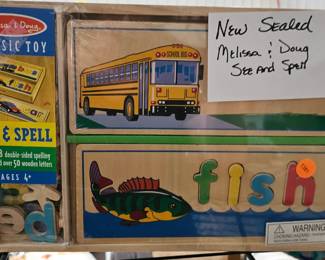 & Doug
SIC TOY
& SPELL
8 double-sided spelling
d over 50 wooden letters
AGES 4+
SCHOOL BUS
New Sealed
Melissa & Doug
See And Spell
fish
WARNING